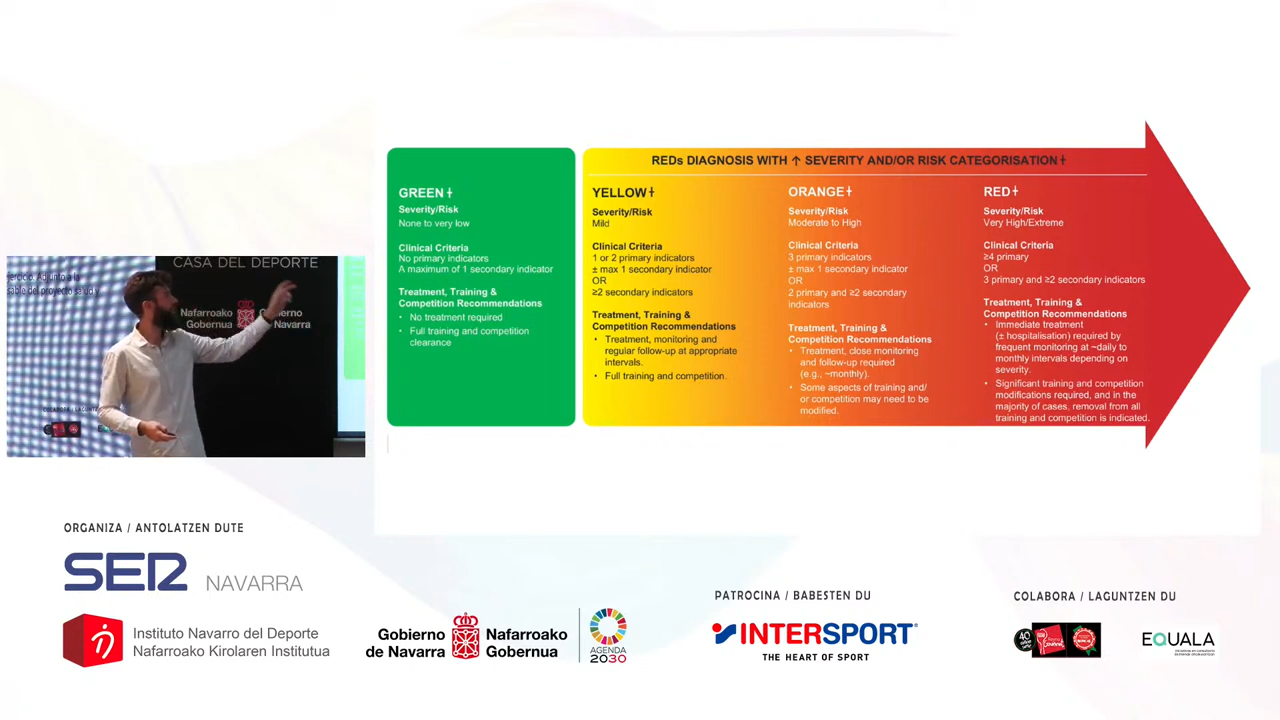 REDs DIAGNOSIS WITH ↑ SEVERITY AND/OR RISK CATEGORISATION †
GREEN †
Severity/Risk
None to very low
Clinical Criteria
No primary indicators
A maximum of 1 secondary indicator
Treatment, Training &
Competition Recommendations
• No treatment required
• Full training and competition
clearance
YELLOW †
Severity/Risk
Mild
Clinical Criteria
1 or 2 primary indicators
± max 1 secondary indicator
OR
≥2 secondary indicators
Treatment, Training &
Competition Recommendations
• Treatment, monitoring and
regular follow-up at appropriate
intervals.
• Full training and competition.
ORANGE †
Severity/Risk
Moderate to High
Clinical Criteria
3 primary indicators
± max 1 secondary indicator
OR
2 primary and ≥2 secondary
indicators
Treatment, Training &
Competition Recommendations
• Treatment, close monitoring
and follow-up required
(e.g., ~monthly).
• Some aspects of training and/
or competition may need to be
modified.
RED †
Severity/Risk
Very High/Extreme
Clinical Criteria
≥4 primary
OR
3 primary and ≥2 secondary indicators
Treatment, Training &
Competition Recommendations
• Immediate treatment
(± hospitalisation) required by
frequent monitoring at ~daily to
monthly intervals depending on
severity.
• Significant training and competition
modifications required, and in the
majority of cases, removal from all
training and competition is indicated.
CASA DEL DEPORTE
Nafarroako
Gobernua
Gobierno
Navarra
ORGANIZA / ANTOLATZEN DUTE
SER NAVARRA
Instituto Navarro del Deporte
Nafarroako Kirolaren Institutua
Gobierno
de Navarra
Nafarroako
Gobernua
AGENDA
2030
PATROCINA / BABESTEN DU
INTERSPORT
THE HEART OF SPORT
COLABORA / LAGUNTZEN DU
40
EQUALA